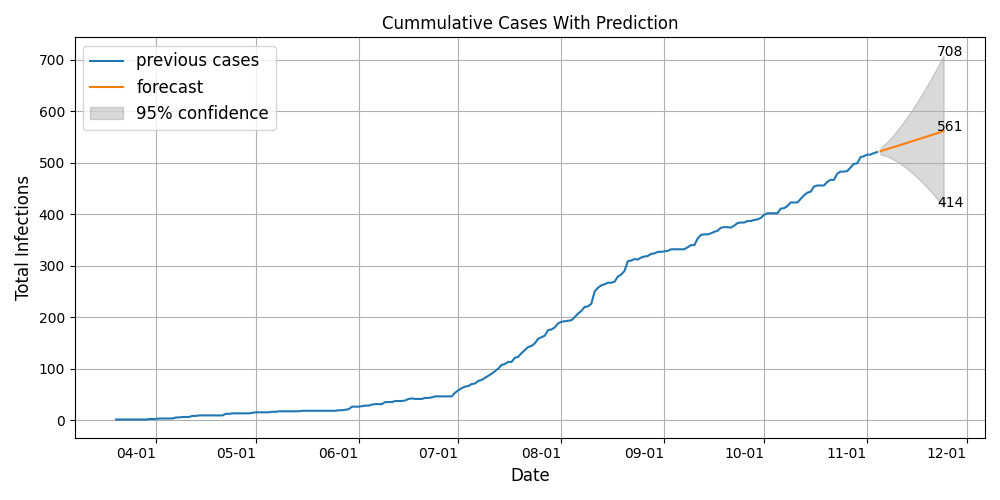 Cummulative Cases With Prediction
previous cases
forecast
95% confidence
708
561
414
700
600
500
400
300
200
100
0
Total Infections
04-01 05-01 06-01 07-01 08-01 09-01 10-01 11-01 12-01
Date